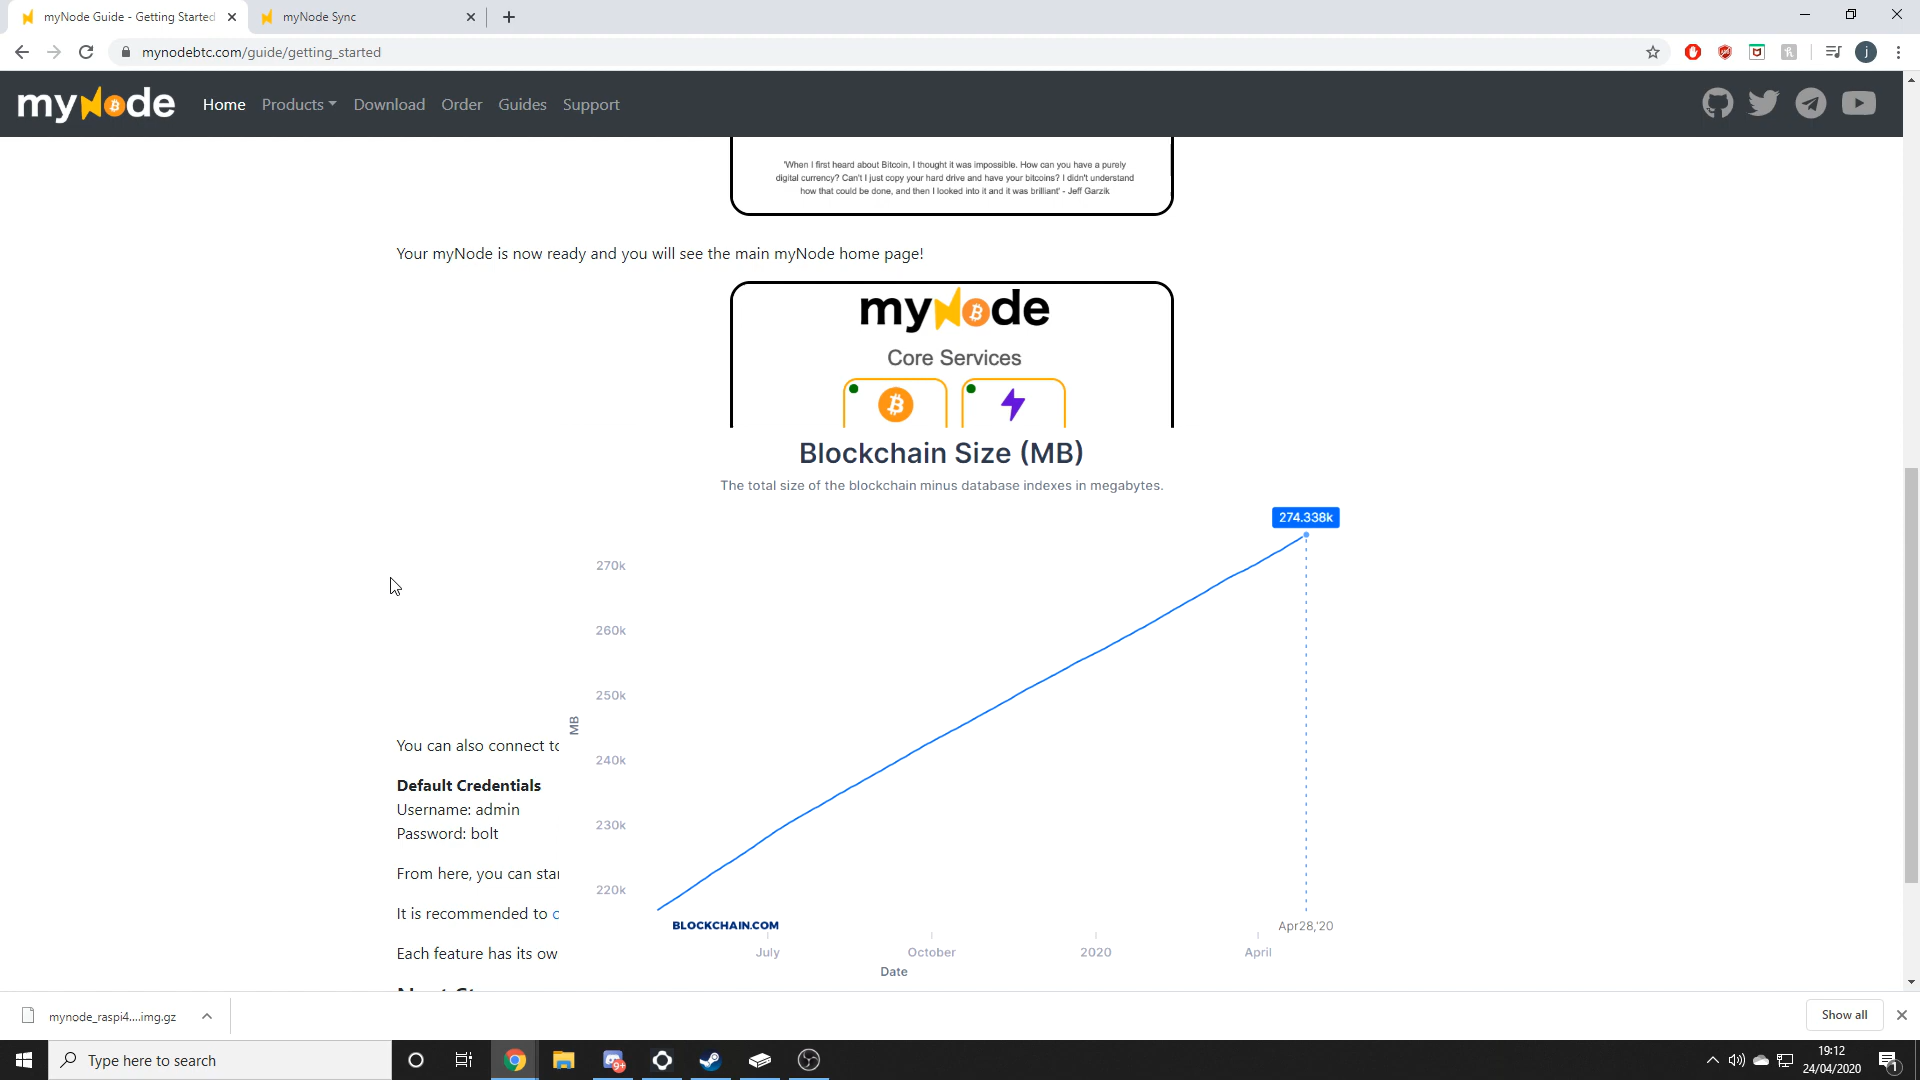 myNode Guide - Getting Started
myNode Sync
mynodebtc.com/guide/getting_started
j
myNode
Home
Products
Download
Order
Guides
Support
'When I first heard about Bitcoin, I thought it was impossible. How can you have a purely
digital currency? Can't I just copy your hard drive and have your bitcoins? I didn't understand
how that could be done, and then I looked into it and it was brilliant' - Jeff Garzik
Your myNode is now ready and you will see the main myNode home page!
myNode
Core Services
Blockchain Size (MB)
The total size of the blockchain minus database indexes in megabytes.
274.338k
270k
260k
250k
MB
240k
230k
220k
BLOCKCHAIN.COM
Apr28,'20
July
October
2020
April
Date
You can also connect to
Default Credentials
Username: admin
Password: bolt
From here, you can star
It is recommended to c
Each feature has its ow
mynode_raspi4....img.gz
Show all
Type here to search
9+
19:12
24/04/2020
1